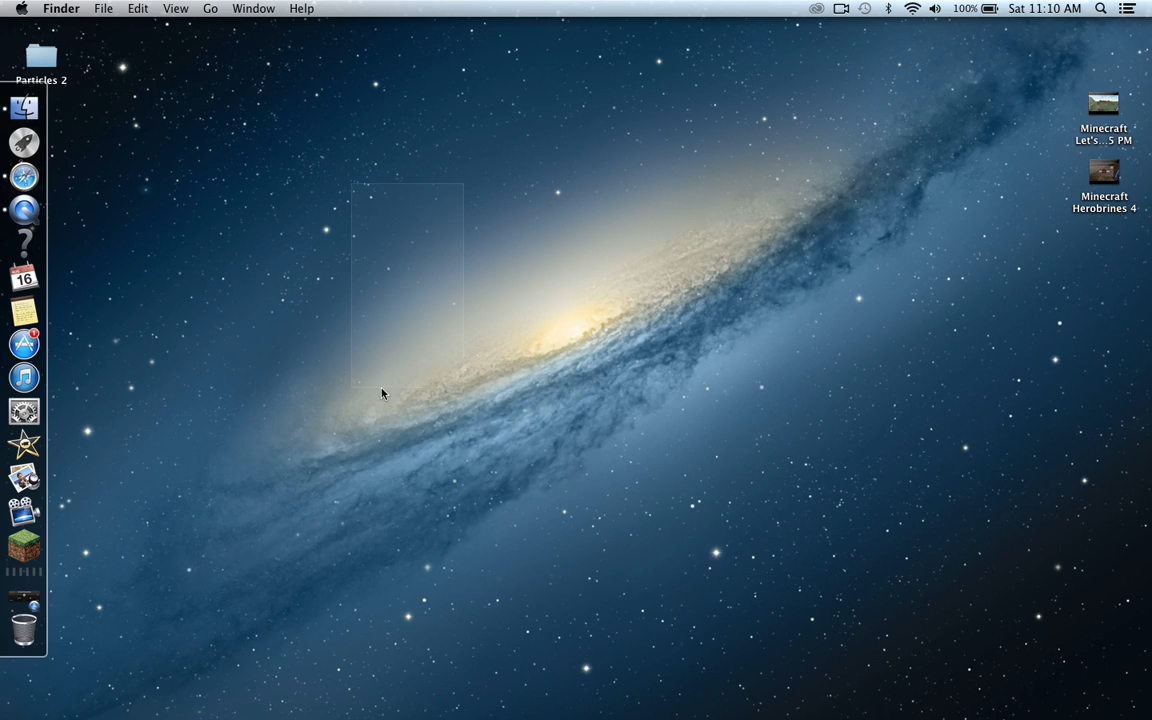 Finder File Edit View Go Window Help 100% Sat 11:10 AM
Particles 2
Minecraft
Let's...5 PM
Minecraft
Herobrines 4
?
16
1